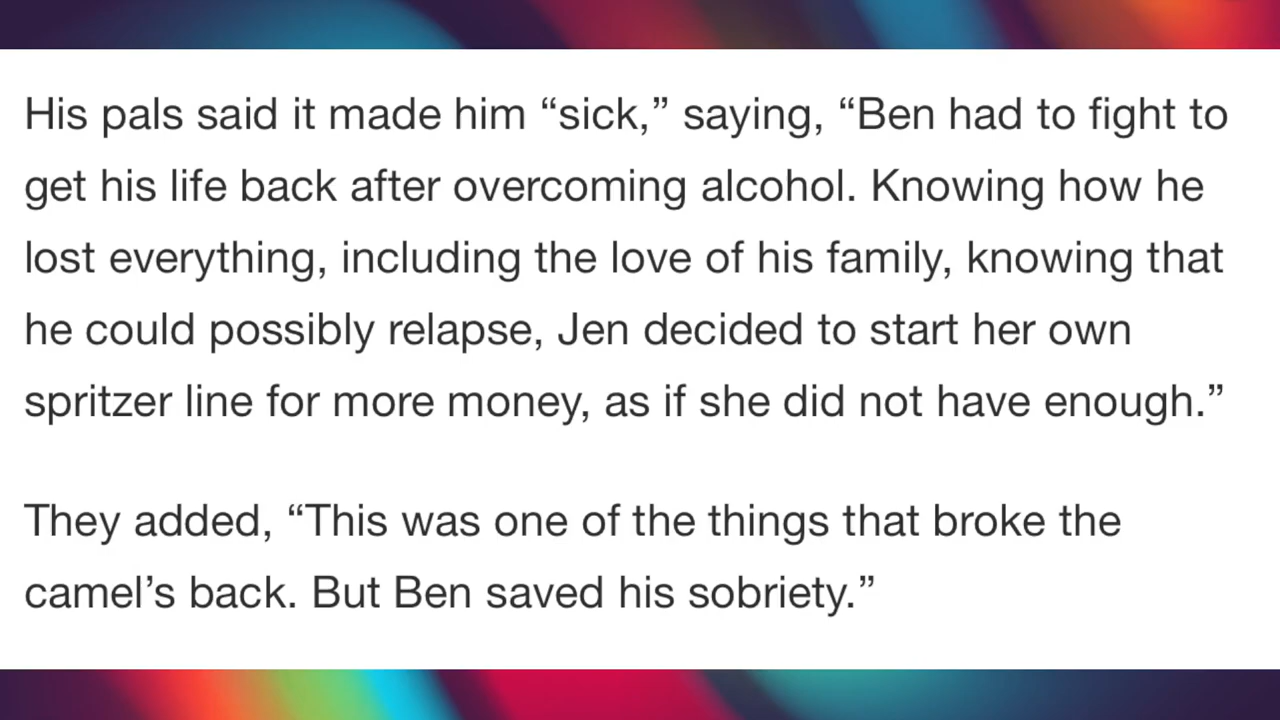 His pals said it made him “sick,” saying, “Ben had to fight to
get his life back after overcoming alcohol. Knowing how he
lost everything, including the love of his family, knowing that
he could possibly relapse, Jen decided to start her own
spritzer line for more money, as if she did not have enough.”
They added, “This was one of the things that broke the
camel’s back. But Ben saved his sobriety.”